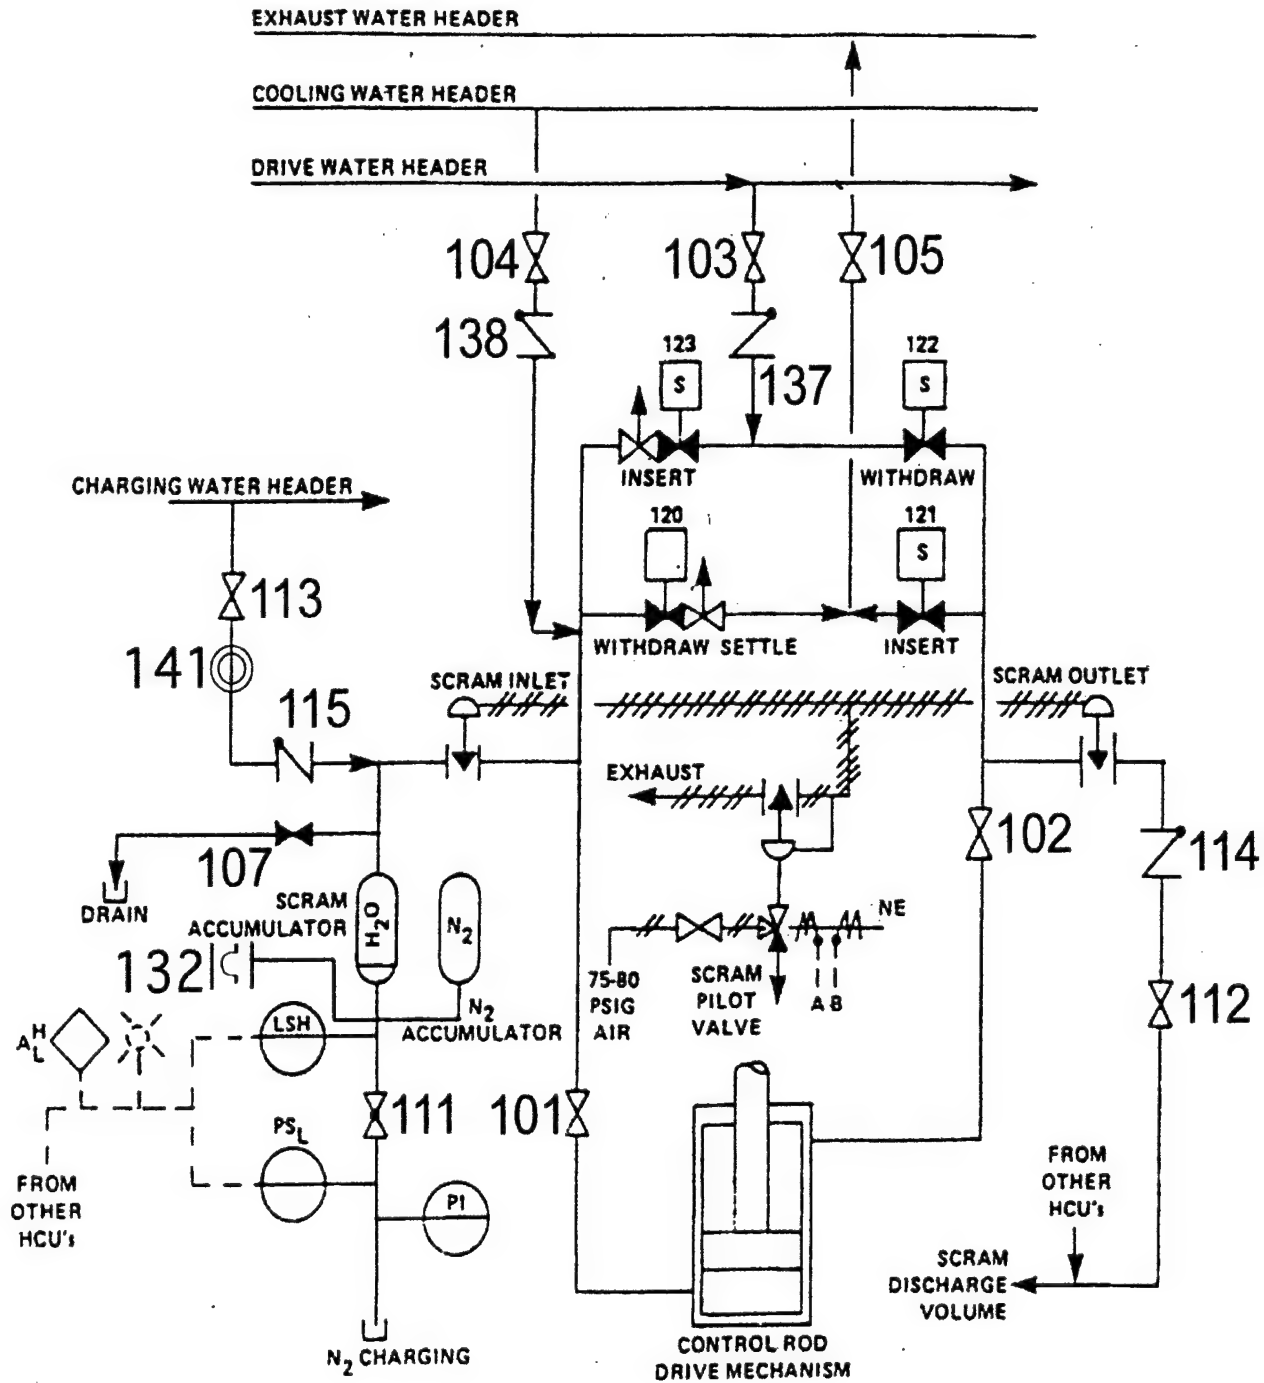 EXHAUST WATER HEADER
COOLING WATER HEADER
DRIVE WATER HEADER
104
103
105
138
137
123
S
122
S
INSERT
WITHDRAW
CHARGING WATER HEADER
120
121
S
113
WITHDRAW SETTLE
INSERT
141
SCRAM INLET
SCRAM OUTLET
115
EXHAUST
102
114
107
DRAIN
SCRAM
ACCUMULATOR
H2O
N2
NE
132
75-80
PSIG
AIR
SCRAM
PILOT
VALVE
A B
N2
ACCUMULATOR
112
A H L
LSH
111
101
PSL
FROM
OTHER
HCU's
PI
FROM
OTHER
HCU's
SCRAM
DISCHARGE
VOLUME
N2 CHARGING
CONTROL ROD
DRIVE MECHANISM